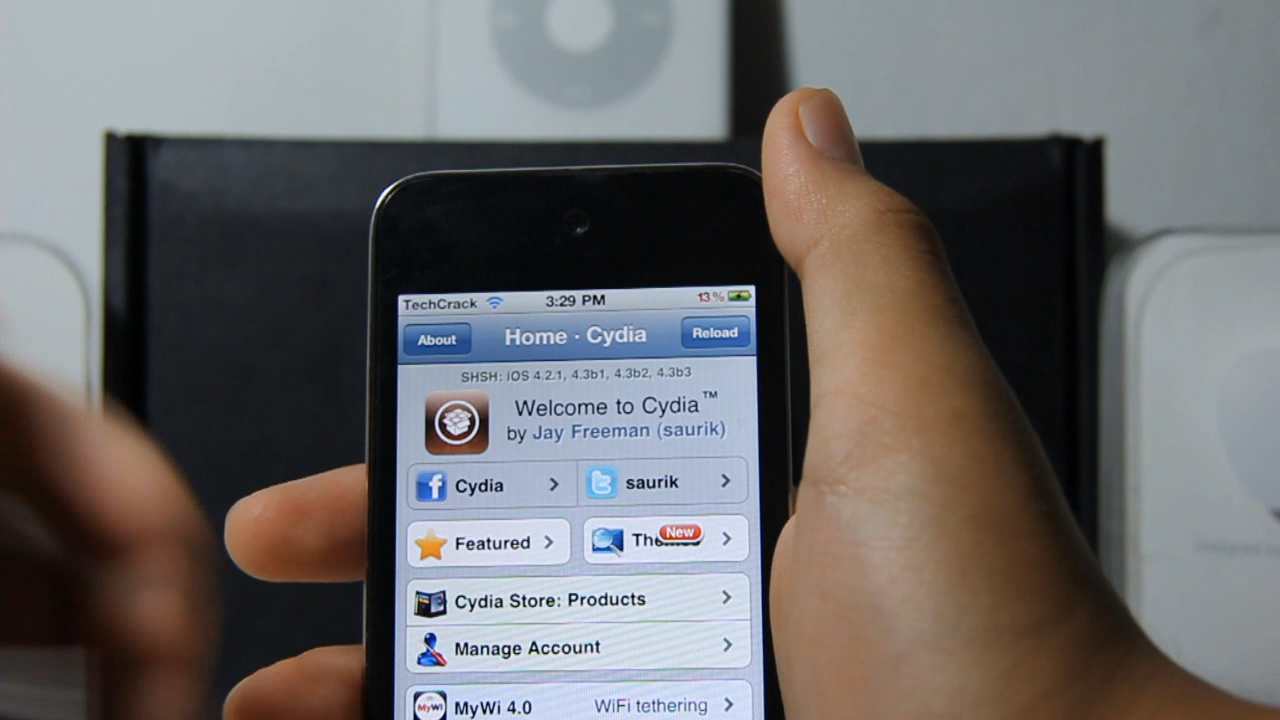 TechCrack 3:29 PM 13%
About Home · Cydia Reload
SHSH: iOS 4.2.1, 4.3b1, 4.3b2, 4.3b3
Welcome to Cydia™
by Jay Freeman (saurik)
f Cydia t saurik
Featured New
Cydia Store: Products
Manage Account
MyWi MyWi 4.0 WiFi tethering